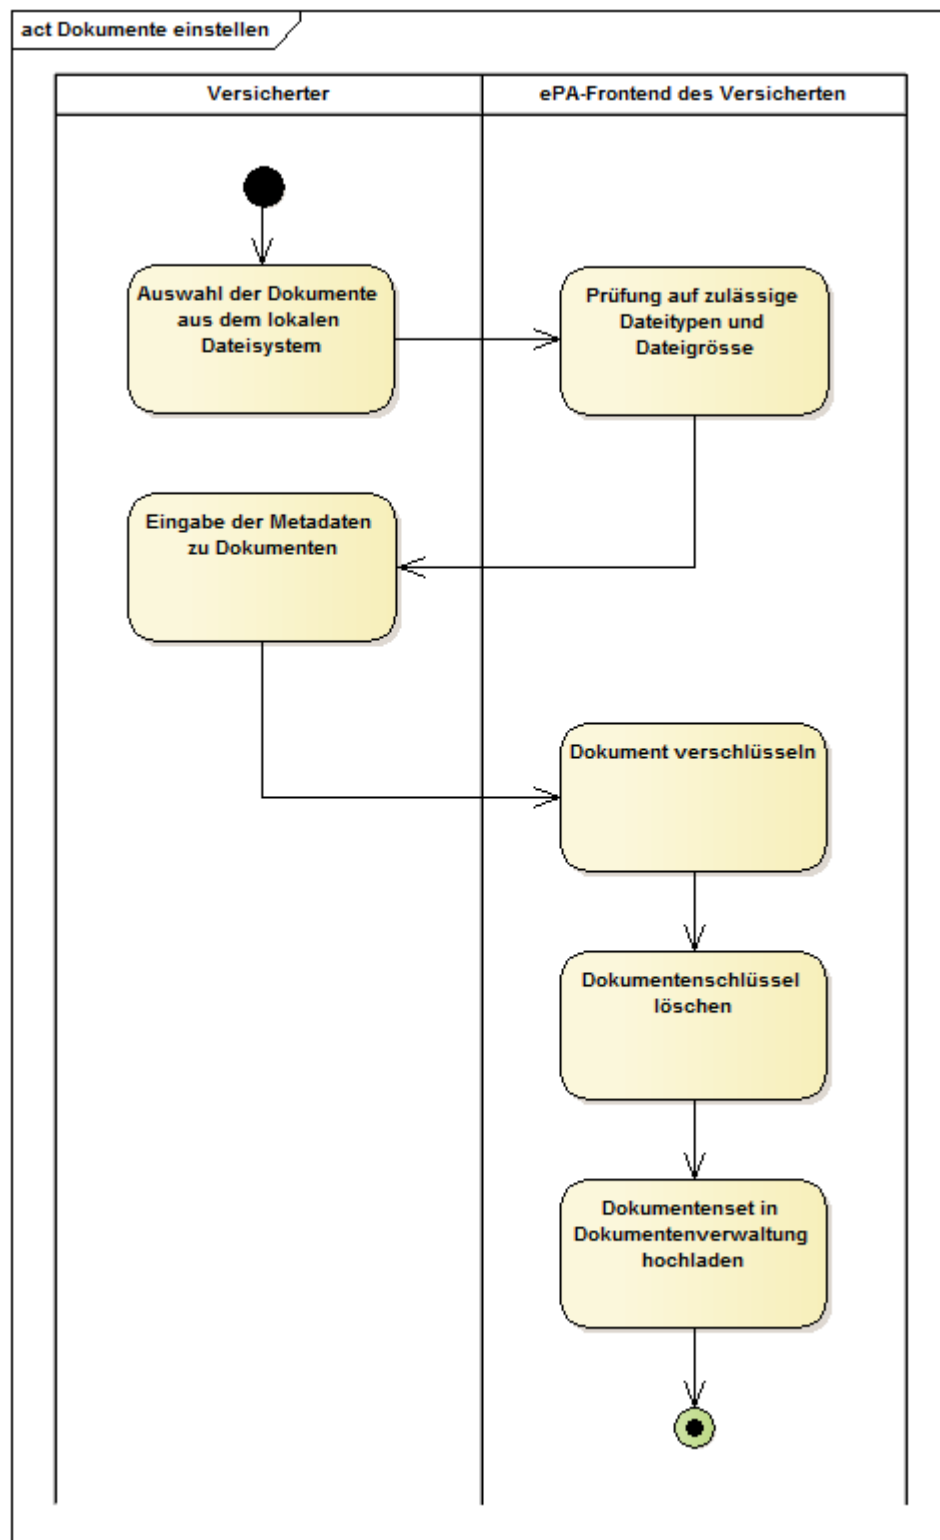 act Dokumente einstellen
Versicherter
ePA-Frontend des Versicherten
Auswahl der Dokumente
aus dem lokalen
Dateisystem
Prüfung auf zulässige
Dateitypen und
Dateigrösse
Eingabe der Metadaten
zu Dokumenten
Dokument verschlüsseln
Dokumentenschlüssel
löschen
Dokumentenset in
Dokumentenverwaltung
hochladen